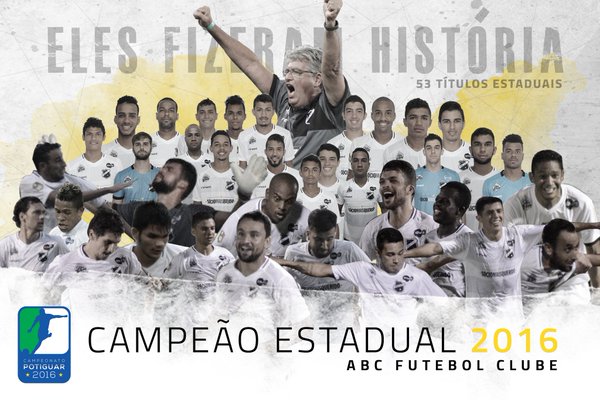 ELES FIZERAM HISTÓRIA
53 TÍTULOS ESTADUAIS
CAMPEÃO ESTADUAL 2016
ABC FUTEBOL CLUBE
CAMPEONATO
POTIGUAR
2016